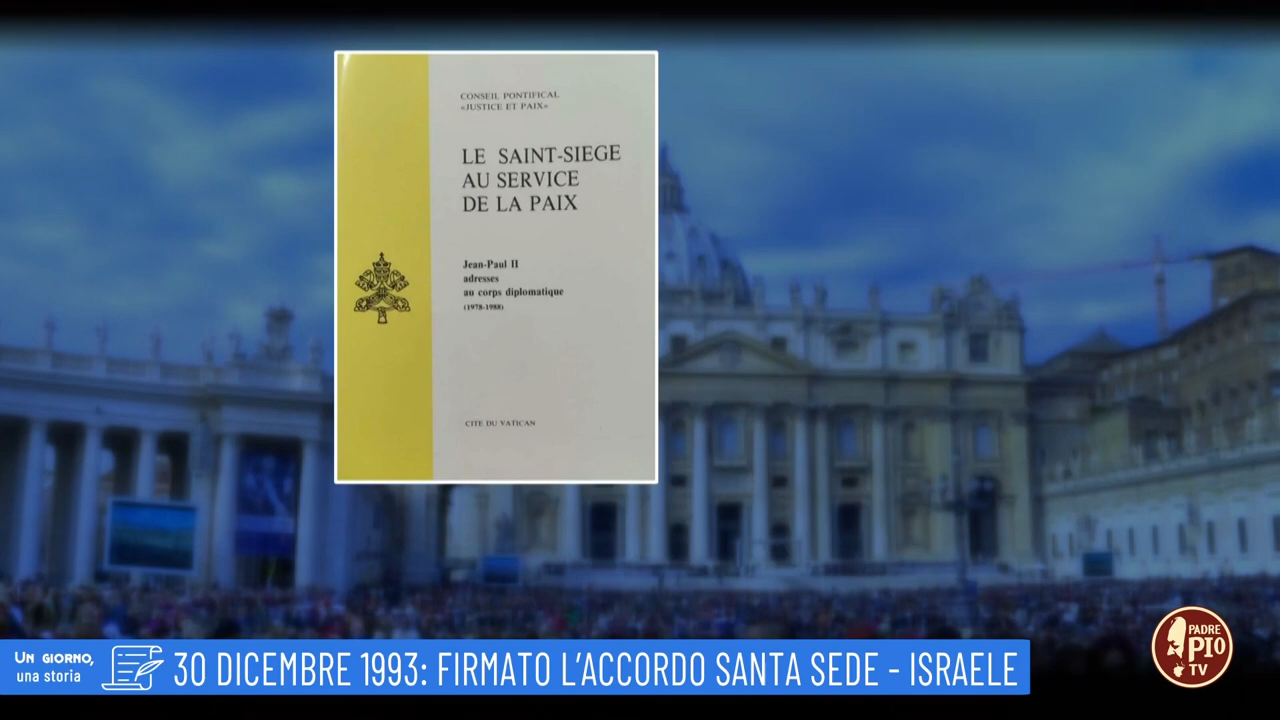 CONSEIL PONTIFICAL
«JUSTICE ET PAIX»
LE SAINT-SIEGE
AU SERVICE
DE LA PAIX
Jean-Paul II
adresses
au corps diplomatique
(1978-1988)
CITE DU VATICAN
UN GIORNO,
una storia
30 DICEMBRE 1993: FIRMATO L'ACCORDO SANTA SEDE - ISRAELE
PADRE
PIO
TV